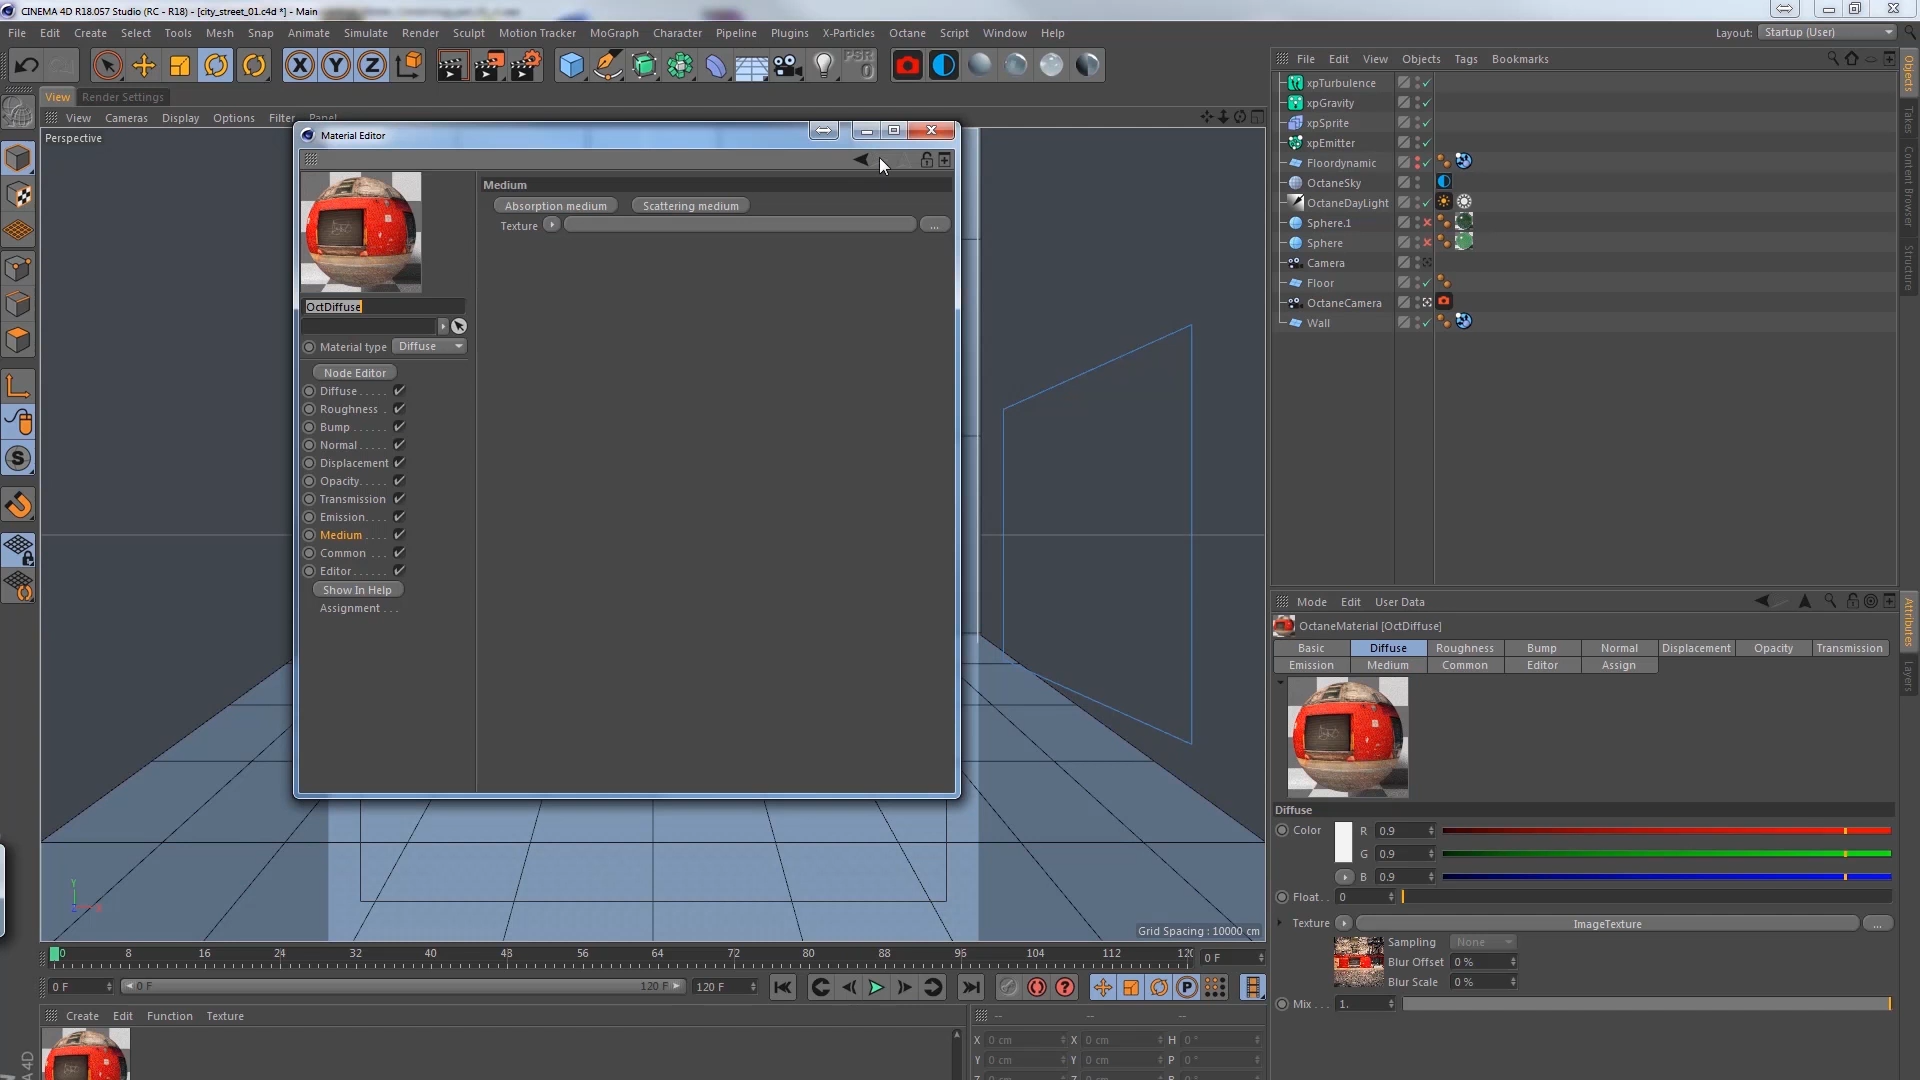 CINEMA 4D R18.057 Studio (RC - R18) - [city_street_01.c4d *] - Main
File Edit Create Select Tools Mesh Snap Animate Simulate Render Sculpt Motion Tracker MoGraph Character Pipeline Plugins X-Particles Octane Script Window Help
Layout: Startup (User)
X Y Z PSR 0
View Render Settings
View Cameras Display Options Filter Panel
Perspective
Material Editor
Medium
Absorption medium Scattering medium
Texture ...
OctDiffuse
Material type Diffuse
Node Editor
Diffuse . . . . .
Roughness .
Bump . . . . . .
Normal . . . . .
Displacement
Opacity. . . . .
Transmission
Emission. . . .
Medium . . . .
Common . . .
Editor . . . . . .
Show In Help
Assignment . . .
Grid Spacing : 10000 cm
0 8 16 24 32 40 48 56 64 72 80 88 96 104 112 120 0 F
0 F 0 F 120 F 120 F
Create Edit Function Texture
-- -- --
X 0 cm X 0 cm H 0 °
Y 0 cm Y 0 cm P 0 °
File Edit View Objects Tags Bookmarks
xpTurbulence
xpGravity
xpSprite
xpEmitter
Floordynamic
OctaneSky
OctaneDayLight
Sphere.1
Sphere
Camera
Floor
OctaneCamera
Wall
Objects
Takes
Content Browser
Structure
Mode Edit User Data
OctaneMaterial [OctDiffuse]
Basic Diffuse Roughness Bump Normal Displacement Opacity Transmission
Emission Medium Common Editor Assign
Diffuse
Color R 0.9
G 0.9
B 0.9
Float . . 0
Texture ImageTexture ...
Sampling None
Blur Offset 0 %
Blur Scale 0 %
Mix . . . 1.
Attributes
Layers